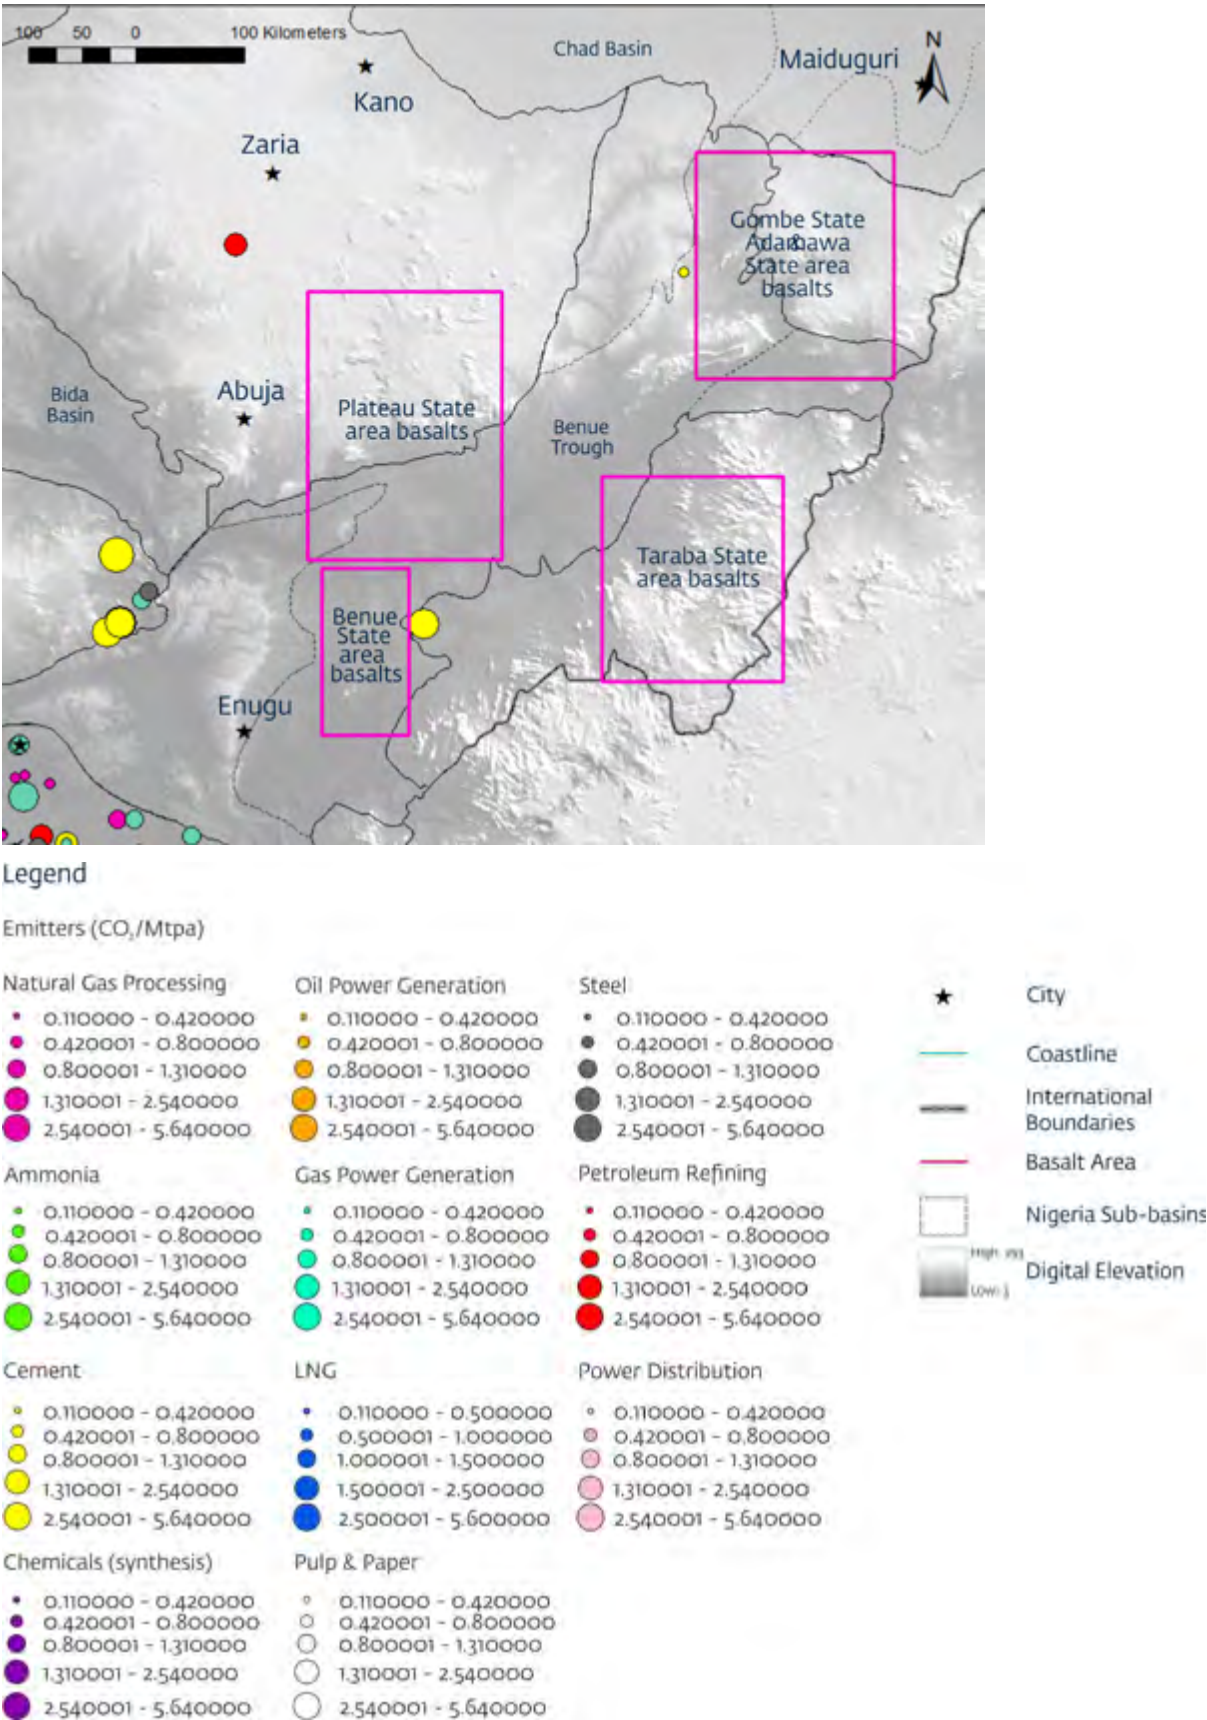 100 50 0 100 Kilometers
Chad Basin
Maiduguri
N
Kano
Zaria
Gombe State
&
Adamawa
State area
basalts
Abuja
Bida
Basin
Plateau State
area basalts
Benue
Trough
Taraba State
area basalts
Benue
State
area
basalts
Enugu
Legend
Emitters (CO₂/Mtpa)
Natural Gas Processing
0.110000 - 0.420000
0.420001 - 0.800000
0.800001 - 1.310000
1.310001 - 2.540000
2.540001 - 5.640000
Oil Power Generation
0.110000 - 0.420000
0.420001 - 0.800000
0.800001 - 1.310000
1.310001 - 2.540000
2.540001 - 5.640000
Steel
0.110000 - 0.420000
0.420001 - 0.800000
0.800001 - 1.310000
1.310001 - 2.540000
2.540001 - 5.640000
Ammonia
0.110000 - 0.420000
0.420001 - 0.800000
0.800001 - 1.310000
1.310001 - 2.540000
2.540001 - 5.640000
Gas Power Generation
0.110000 - 0.420000
0.420001 - 0.800000
0.800001 - 1.310000
1.310001 - 2.540000
2.540001 - 5.640000
Petroleum Refining
0.110000 - 0.420000
0.420001 - 0.800000
0.800001 - 1.310000
1.310001 - 2.540000
2.540001 - 5.640000
Cement
0.110000 - 0.420000
0.420001 - 0.800000
0.800001 - 1.310000
1.310001 - 2.540000
2.540001 - 5.640000
LNG
0.110000 - 0.500000
0.500001 - 1.000000
1.000001 - 1.500000
1.500001 - 2.500000
2.500001 - 5.600000
Power Distribution
0.110000 - 0.420000
0.420001 - 0.800000
0.800001 - 1.310000
1.310001 - 2.540000
2.540001 - 5.640000
Chemicals (synthesis)
0.110000 - 0.420000
0.420001 - 0.800000
0.800001 - 1.310000
1.310001 - 2.540000
2.540001 - 5.640000
Pulp & Paper
0.110000 - 0.420000
0.420001 - 0.800000
0.800001 - 1.310000
1.310001 - 2.540000
2.540001 - 5.640000
City
Coastline
International
Boundaries
Basalt Area
Nigeria Sub-basins
High
Low
Digital Elevation